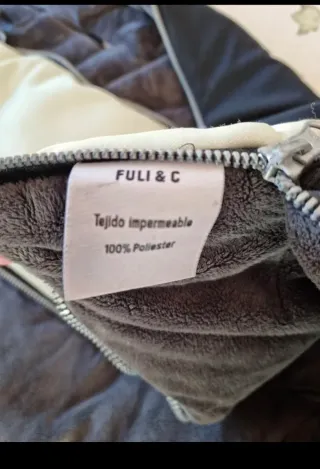 FULI & C
Tejido impermeable
100% Poliester